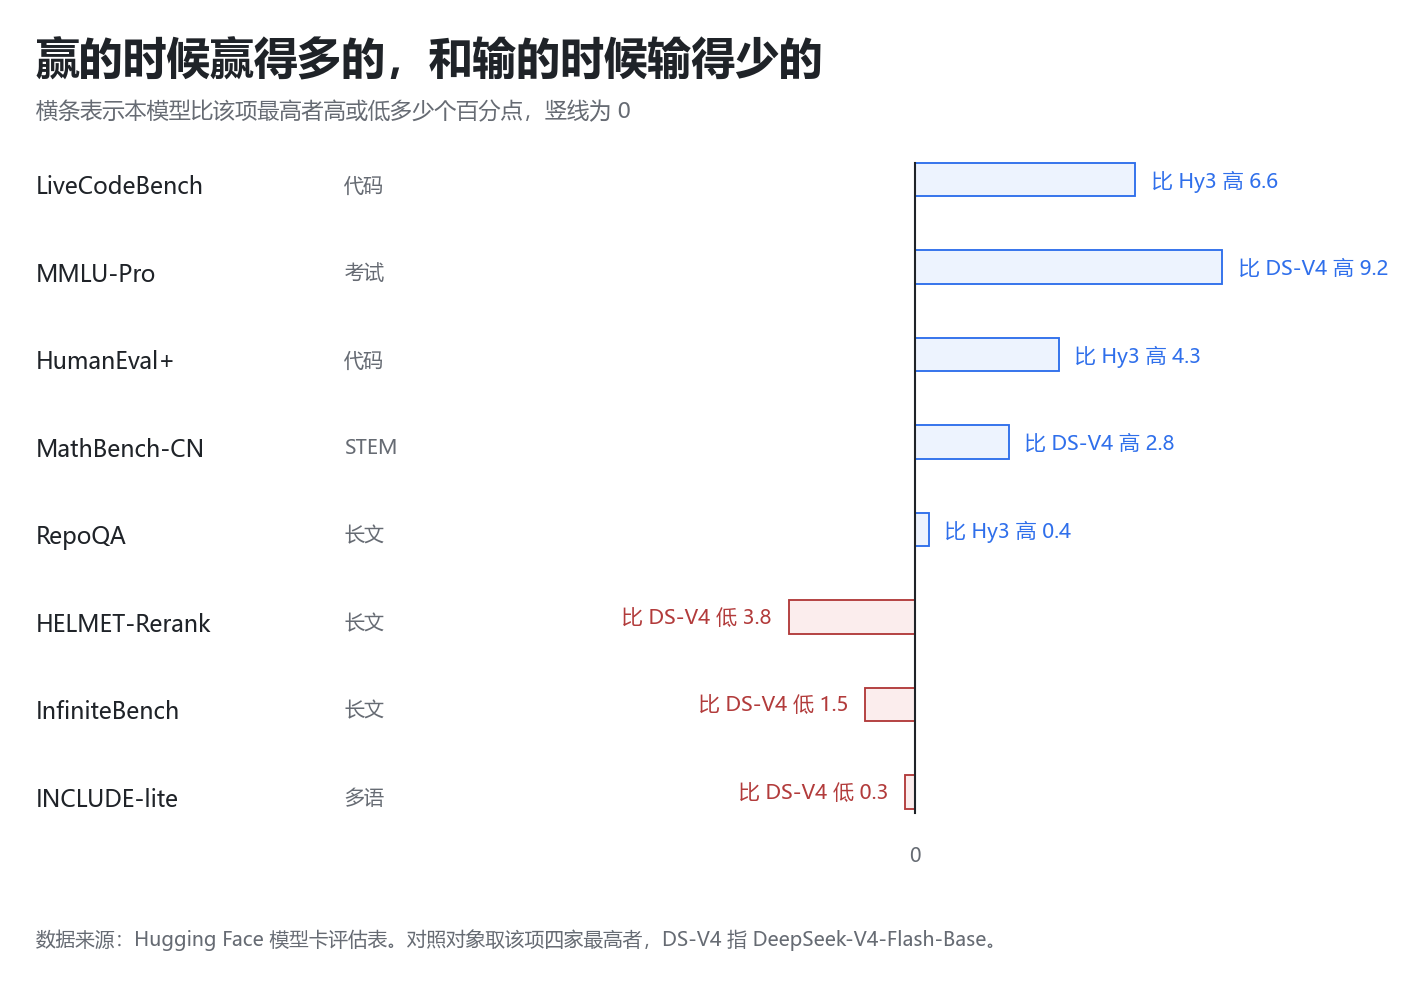 赢的时候赢得多的，和输的时候输得少的
横条表示本模型比该项最高者高或低多少个百分点，竖线为 0
LiveCodeBench 代码 比 Hy3 高 6.6
MMLU-Pro 考试 比 DS-V4 高 9.2
HumanEval+ 代码 比 Hy3 高 4.3
MathBench-CN STEM 比 DS-V4 高 2.8
RepoQA 长文 比 Hy3 高 0.4
HELMET-Rerank 长文 比 DS-V4 低 3.8
InfiniteBench 长文 比 DS-V4 低 1.5
INCLUDE-lite 多语 比 DS-V4 低 0.3
0
数据来源：Hugging Face 模型卡评估表。对照对象取该项四家最高者，DS-V4 指 DeepSeek-V4-Flash-Base。